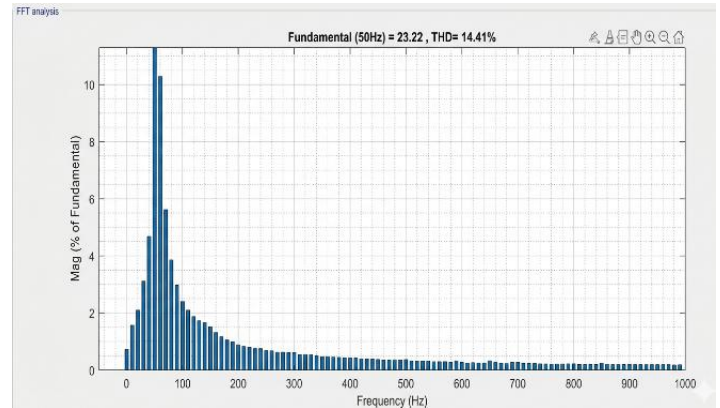 FFT analysis
Fundamental (50Hz) = 23.22 , THD= 14.41%
Mag (% of Fundamental)
10
8
6
4
2
0
0 100 200 300 400 500 600 700 800 900 1000
Frequency (Hz)